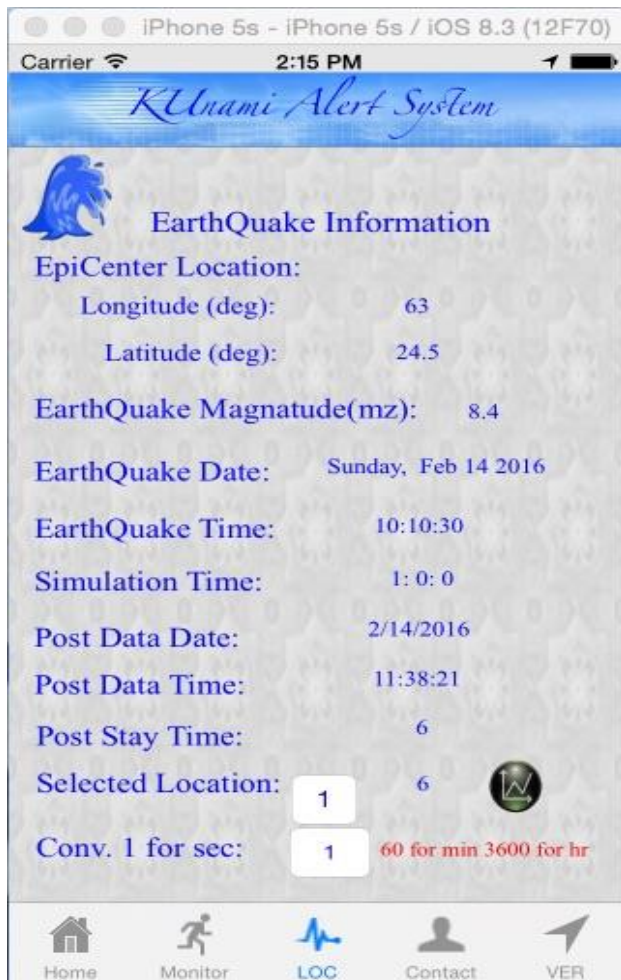 iPhone 5s - iPhone 5s / iOS 8.3 (12F70)
Carrier 2:15 PM
KUnami Alert System
EarthQuake Information
EpiCenter Location:
Longitude (deg): 63
Latitude (deg): 24.5
EarthQuake Magnatude(mz): 8.4
EarthQuake Date: Sunday, Feb 14 2016
EarthQuake Time: 10:10:30
Simulation Time: 1: 0: 0
Post Data Date: 2/14/2016
Post Data Time: 11:38:21
Post Stay Time: 6
Selected Location: 1 6
Conv. 1 for sec: 1 60 for min 3600 for hr
Home Monitor LOC Contact VER